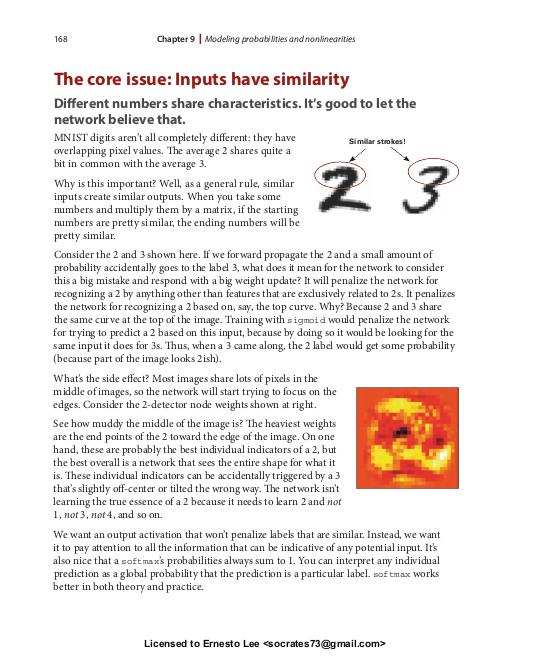 168
Chapter 9 | Modeling probabilities and nonlinearities
The core issue: Inputs have similarity
Different numbers share characteristics. It's good to let the
network believe that.
MNIST digits aren't all completely different: they have
overlapping pixel values. The average 2 shares quite a
bit in common with the average 3.
Similar strokes!
2 3
Why is this important? Well, as a general rule, similar
inputs create similar outputs. When you take some
numbers and multiply them by a matrix, if the starting
numbers are pretty similar, the ending numbers will be
pretty similar.
Consider the 2 and 3 shown here. If we forward propagate the 2 and a small amount of
probability accidentally goes to the label 3, what does it mean for the network to consider
this a big mistake and respond with a big weight update? It will penalize the network for
recognizing a 2 by anything other than features that are exclusively related to 2s. It penalizes
the network for recognizing a 2 based on, say, the top curve. Why? Because 2 and 3 share
the same curve at the top of the image. Training with sigmoid would penalize the network
for trying to predict a 2 based on this input, because by doing so it would be looking for the
same input it does for 3s. Thus, when a 3 came along, the 2 label would get some probability
(because part of the image looks 2ish).
What's the side effect? Most images share lots of pixels in the
middle of images, so the network will start trying to focus on the
edges. Consider the 2-detector node weights shown at right.
See how muddy the middle of the image is? The heaviest weights
are the end points of the 2 toward the edge of the image. On one
hand, these are probably the best individual indicators of a 2, but
the best overall is a network that sees the entire shape for what it
is. These individual indicators can be accidentally triggered by a 3
that's slightly off-center or tilted the wrong way. The network isn't
learning the true essence of a 2 because it needs to learn 2 and not
1, not 3, not 4, and so on.
We want an output activation that won't penalize labels that are similar. Instead, we want
it to pay attention to all the information that can be indicative of any potential input. It's
also nice that a softmax's probabilities always sum to 1. You can interpret any individual
prediction as a global probability that the prediction is a particular label. softmax works
better in both theory and practice.
Licensed to Ernesto Lee <socrates73@gmail.com>